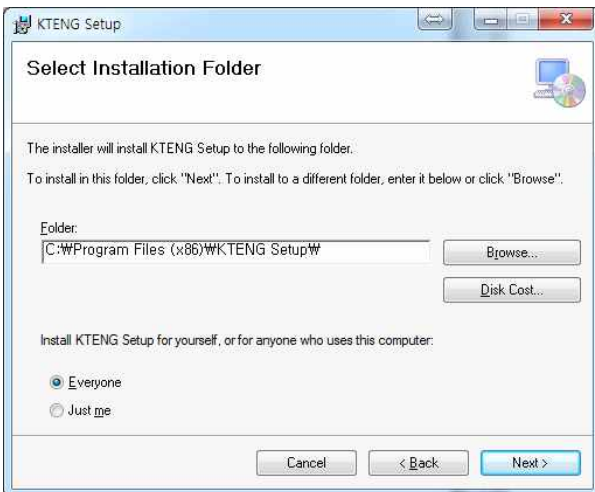 KTENG Setup
Select Installation Folder
The installer will install KTENG Setup to the following folder.
To install in this folder, click "Next". To install to a different folder, enter it below or click "Browse".
Folder:
C:₩Program Files (x86)₩KTENG Setup₩
Browse...
Disk Cost...
Install KTENG Setup for yourself, or for anyone who uses this computer:
Everyone
Just me
Cancel
< Back
Next >